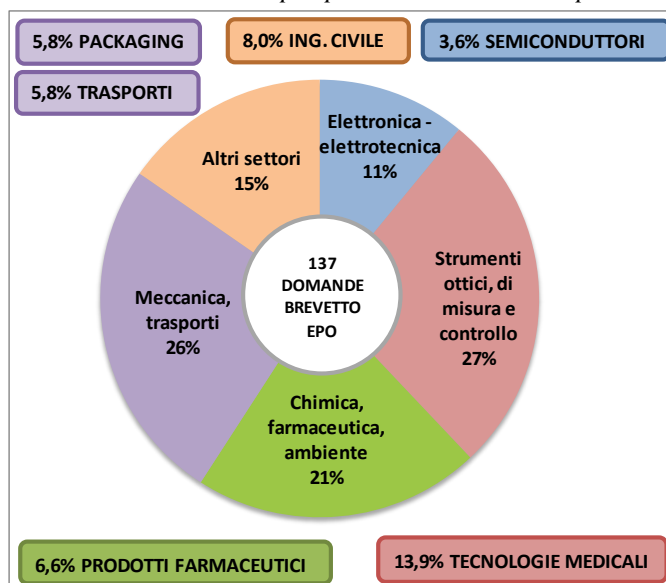 5,8% PACKAGING
8,0% ING. CIVILE
3,6% SEMICONDUTTORI
5,8% TRASPORTI
Elettronica -
elettrotecnica
11%
Altri settori
15%
Strumenti
ottici, di
misura e
controllo
27%
137
DOMANDE
BREVETTO
EPO
Meccanica,
trasporti
26%
Chimica,
farmaceutica,
ambiente
21%
6,6% PRODOTTI FARMACEUTICI
13,9% TECNOLOGIE MEDICALI